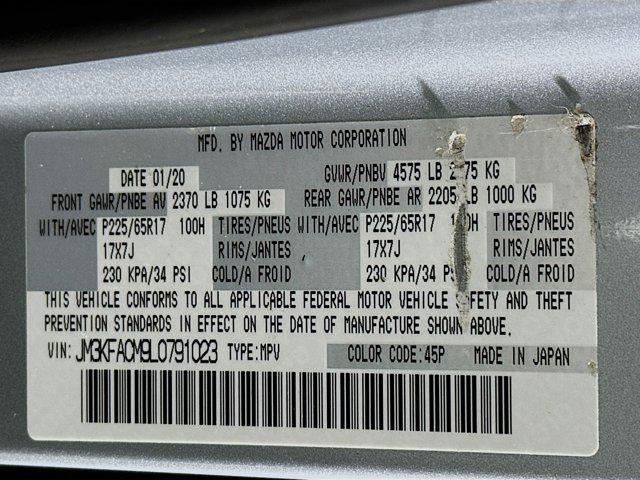 MFD. BY MAZDA MOTOR CORPORATION
DATE 01/20 GVWR/PNBV 4575 LB KG
FRONT GAWR/PNBE AV 2370 LB 1075 KG REAR GAWR/PNBE AR 2205 LB 1000 KG
WITH/AVEC P225/65R17 100H TIRES/PNEUS WITH/AVEC P225/65R17 100H TIRES/PNEUS
17X7J RIMS/JANTES 17X7J RIMS/JANTES
230 KPA/34 PSI COLD/A FROID 230 KPA/34 PSI COLD/A FROID
THIS VEHICLE CONFORMS TO ALL APPLICABLE FEDERAL MOTOR VEHICLE SAFETY AND THEFT
PREVENTION STANDARDS IN EFFECT ON THE DATE OF MANUFACTURE SHOWN ABOVE.
VIN: JM3KFACM9L0791023 TYPE:MPV COLOR CODE:45P MADE IN JAPAN